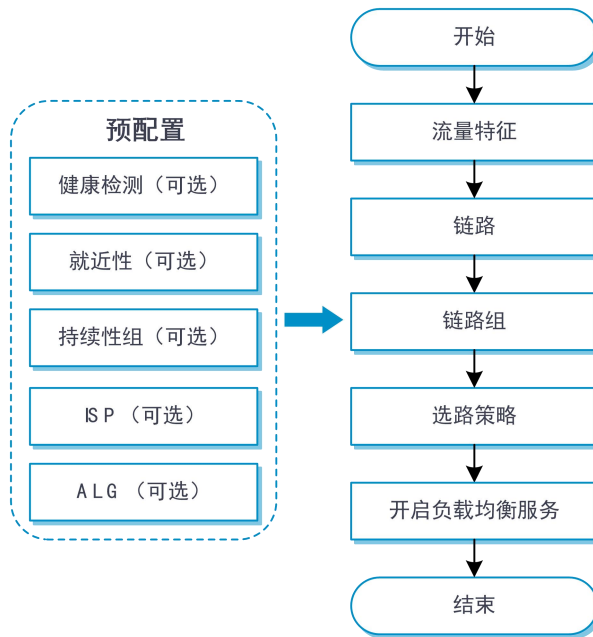 预配置
健康检测（可选）
就近性（可选）
持续性组（可选）
ISP（可选）
ALG（可选）
开始
流量特征
链路
链路组
选路策略
开启负载均衡服务
结束